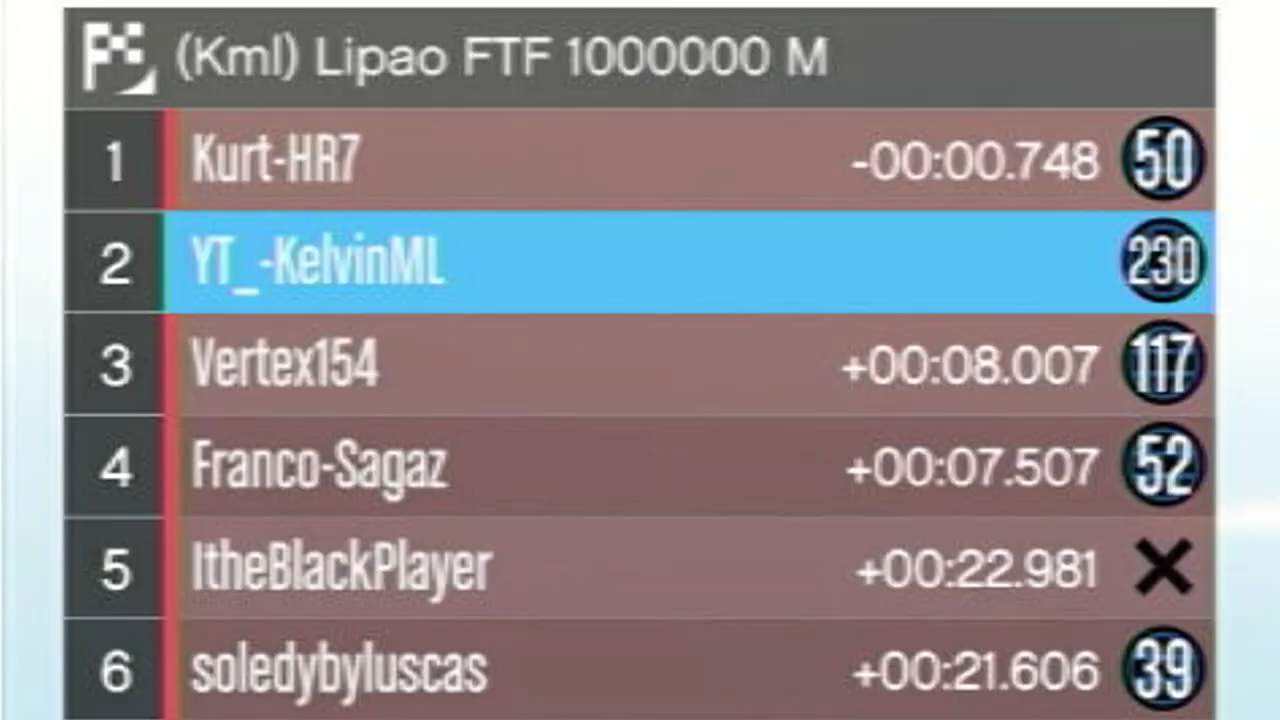 (Kml) Lipao FTF 1000000 M
1 Kurt-HR7 -00:00.748 50
2 YT_-KelvinML 230
3 Vertex154 +00:08.007 117
4 Franco-Sagaz +00:07.507 52
5 ItheBlackPlayer +00:22.981
6 soledybyluscas +00:21.606 39